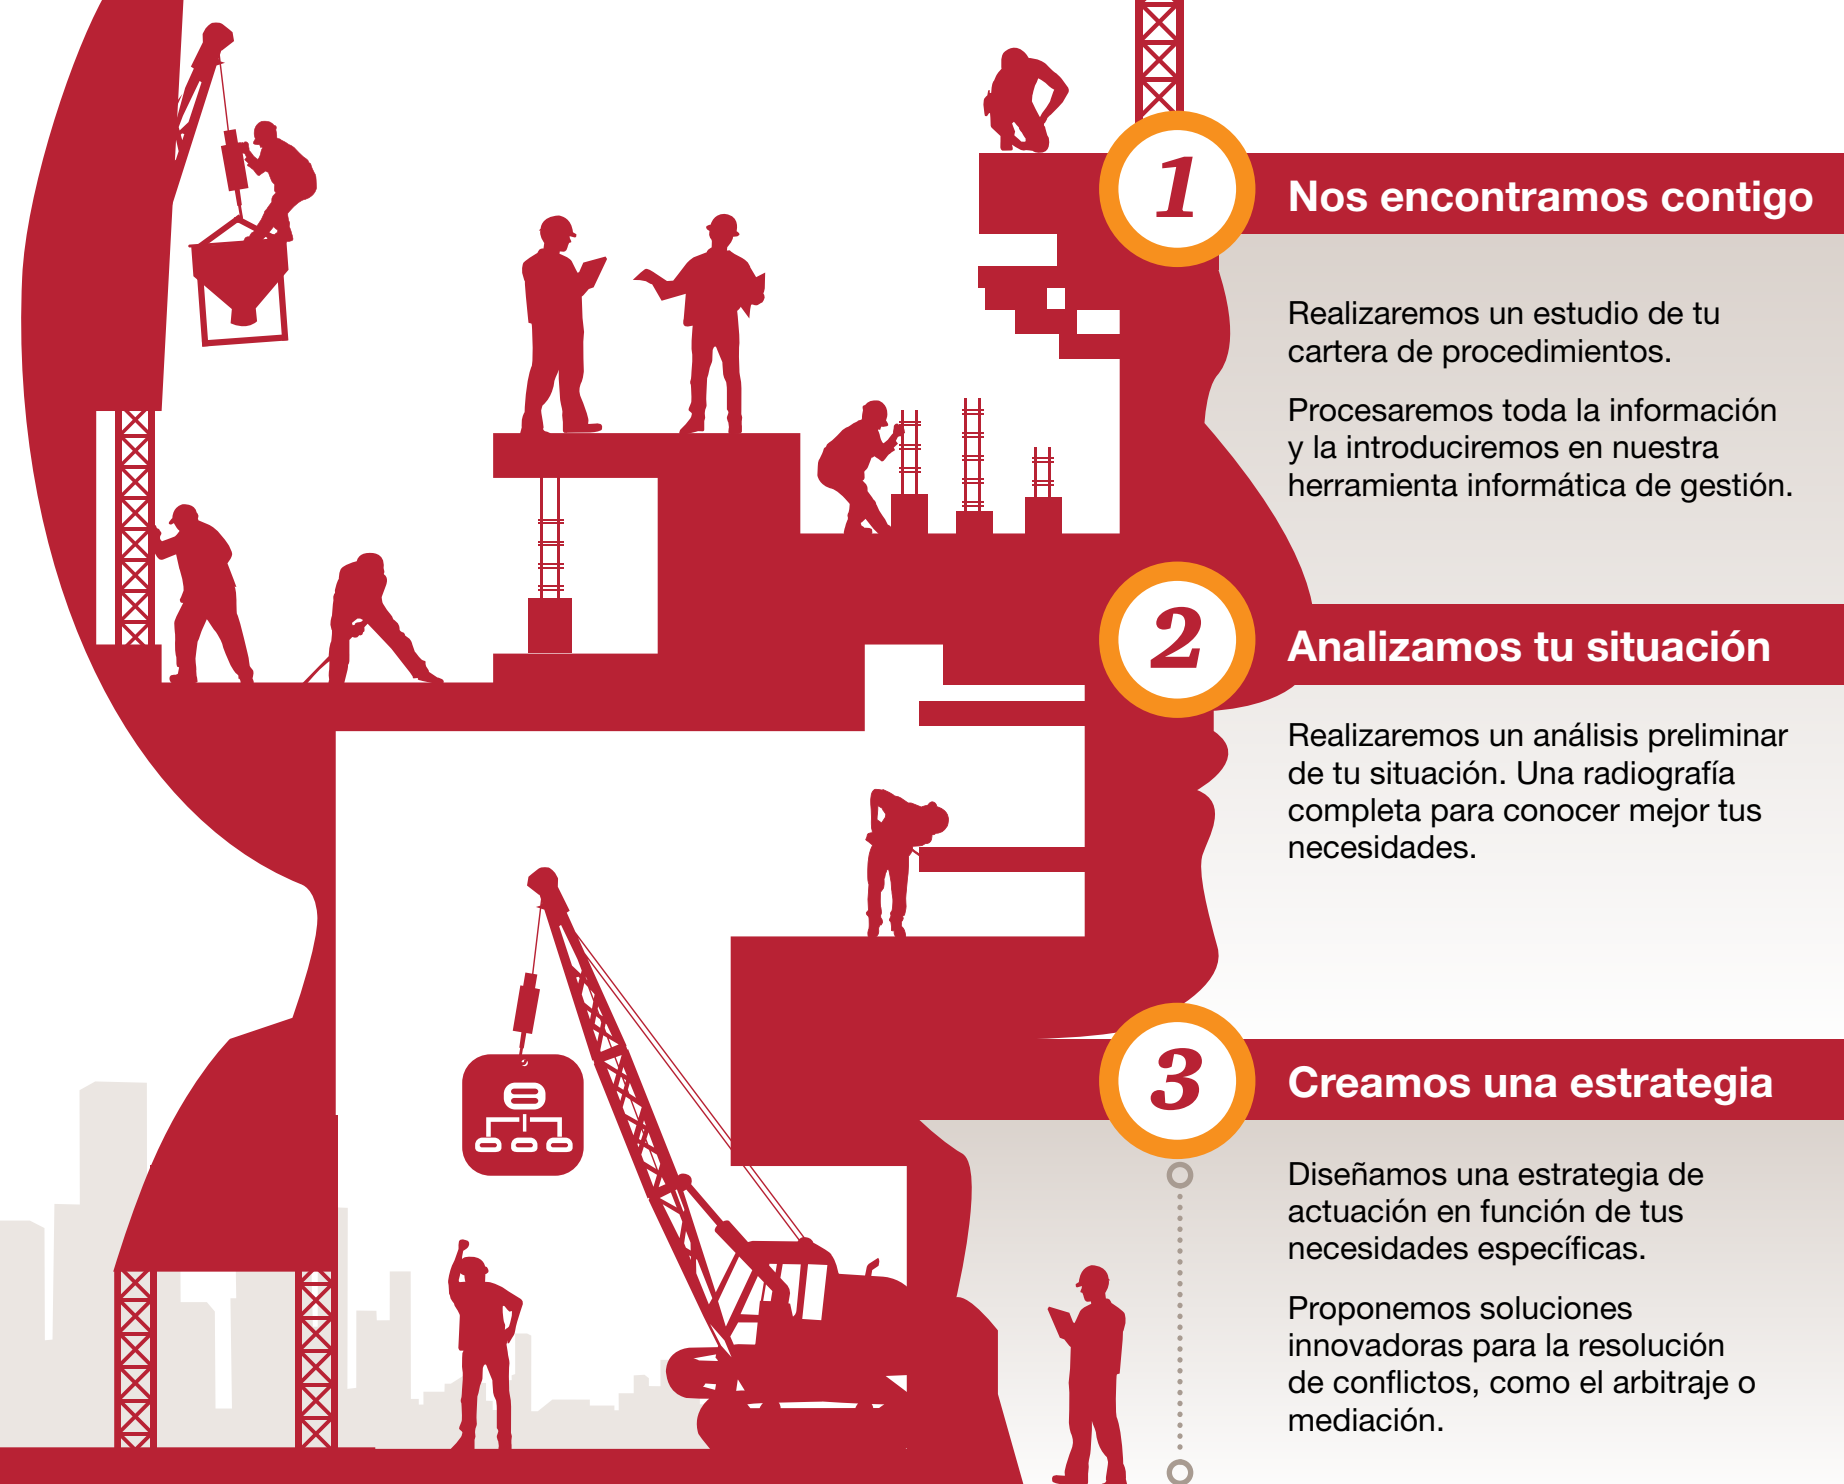 1
Nos encontramos contigo
Realizaremos un estudio de tu
cartera de procedimientos.
Procesaremos toda la información
y la introduciremos en nuestra
herramienta informática de gestión.
2
Analizamos tu situación
Realizaremos un análisis preliminar
de tu situación. Una radiografía
completa para conocer mejor tus
necesidades.
3
Creamos una estrategia
Diseñamos una estrategia de
actuación en función de tus
necesidades específicas.
Proponemos soluciones
innovadoras para la resolución
de conflictos, como el arbitraje o
mediación.